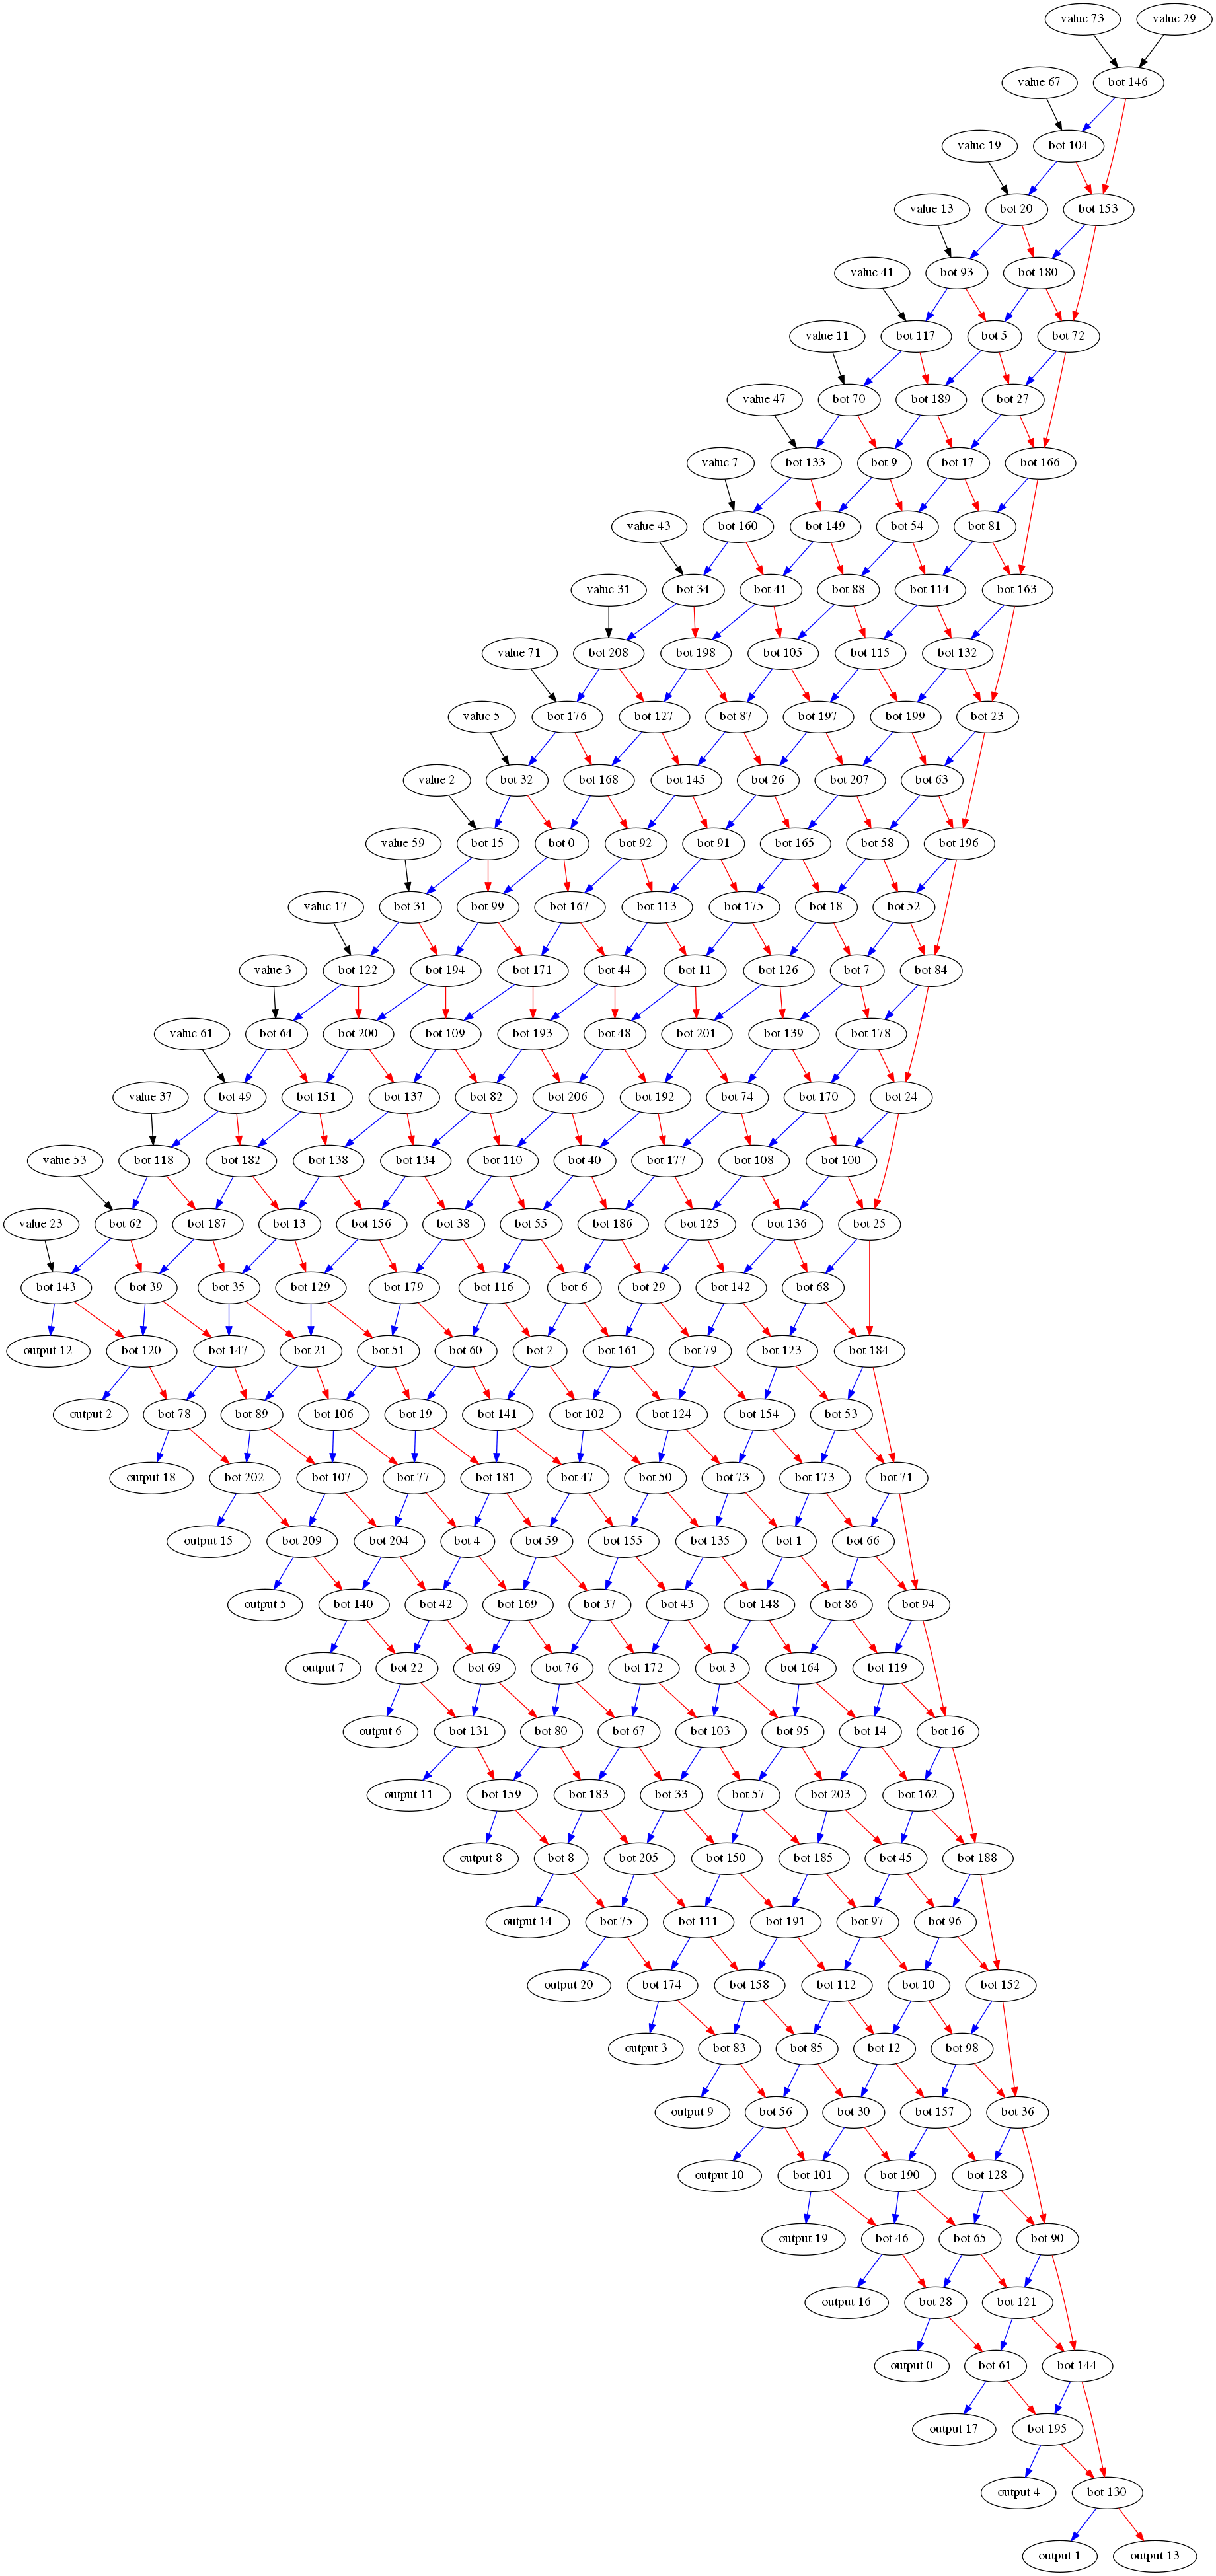 value 73
value 29
value 67
bot 146
value 19
bot 104
value 13
bot 20
bot 153
value 41
bot 93
bot 180
value 11
bot 117
bot 5
bot 72
value 47
bot 70
bot 189
bot 27
value 7
bot 133
bot 9
bot 17
bot 166
value 43
bot 160
bot 149
bot 54
bot 81
value 31
bot 34
bot 41
bot 88
bot 114
bot 163
value 71
bot 208
bot 198
bot 105
bot 115
bot 132
value 5
bot 176
bot 127
bot 87
bot 197
bot 199
bot 23
value 2
bot 32
bot 168
bot 145
bot 26
bot 207
bot 63
value 59
bot 15
bot 0
bot 92
bot 91
bot 165
bot 58
bot 196
value 17
bot 31
bot 99
bot 167
bot 113
bot 175
bot 18
bot 52
value 3
bot 122
bot 194
bot 171
bot 44
bot 11
bot 126
bot 7
bot 84
value 61
bot 64
bot 200
bot 109
bot 193
bot 48
bot 201
bot 139
bot 178
value 37
bot 49
bot 151
bot 137
bot 82
bot 206
bot 192
bot 74
bot 170
bot 24
value 53
bot 118
bot 182
bot 138
bot 134
bot 110
bot 40
bot 177
bot 108
bot 100
value 23
bot 62
bot 187
bot 13
bot 156
bot 38
bot 55
bot 186
bot 125
bot 136
bot 25
bot 143
bot 39
bot 35
bot 129
bot 179
bot 116
bot 6
bot 29
bot 142
bot 68
output 12
bot 120
bot 147
bot 21
bot 51
bot 60
bot 2
bot 161
bot 79
bot 123
bot 184
output 2
bot 78
bot 89
bot 106
bot 19
bot 141
bot 102
bot 124
bot 154
bot 53
output 18
bot 202
bot 107
bot 77
bot 181
bot 47
bot 50
bot 73
bot 173
bot 71
output 15
bot 209
bot 204
bot 4
bot 59
bot 155
bot 135
bot 1
bot 66
output 5
bot 140
bot 42
bot 169
bot 37
bot 43
bot 148
bot 86
bot 94
output 7
bot 22
bot 69
bot 76
bot 172
bot 3
bot 164
bot 119
output 6
bot 131
bot 80
bot 67
bot 103
bot 95
bot 14
bot 16
output 11
bot 159
bot 183
bot 33
bot 57
bot 203
bot 162
output 8
bot 8
bot 205
bot 150
bot 185
bot 45
bot 188
output 14
bot 75
bot 111
bot 191
bot 97
bot 96
output 20
bot 174
bot 158
bot 112
bot 10
bot 152
output 3
bot 83
bot 85
bot 12
bot 98
output 9
bot 56
bot 30
bot 157
bot 36
output 10
bot 101
bot 190
bot 128
output 19
bot 46
bot 65
bot 90
output 16
bot 28
bot 121
output 0
bot 61
bot 144
output 17
bot 195
output 4
bot 130
output 1
output 13